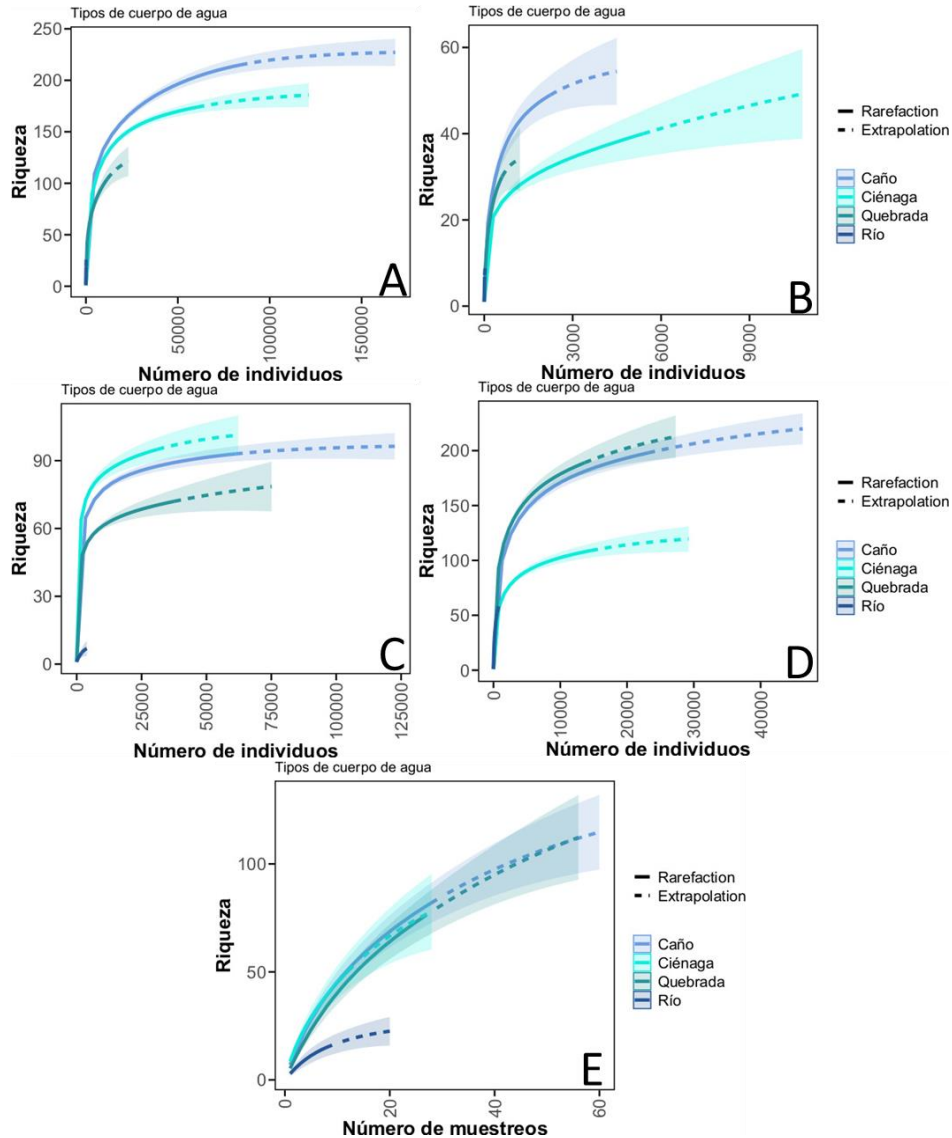 Tipos de cuerpo de agua
Riqueza
250
200
150
100
50
0
0
50000
100000
150000
Número de individuos
A
Riqueza
60
40
20
0
0
3000
6000
9000
Número de individuos
B
Rarefaction
Extrapolation
Caño
Ciénaga
Quebrada
Río
Tipos de cuerpo de agua
Riqueza
90
60
30
0
0
25000
50000
75000
100000
125000
Número de individuos
C
Tipos de cuerpo de agua
Riqueza
200
150
100
50
0
0
10000
20000
30000
40000
Número de individuos
D
Rarefaction
Extrapolation
Caño
Ciénaga
Quebrada
Río
Tipos de cuerpo de agua
Riqueza
100
50
0
0
20
40
60
Número de muestreos
E
Rarefaction
Extrapolation
Caño
Ciénaga
Quebrada
Río